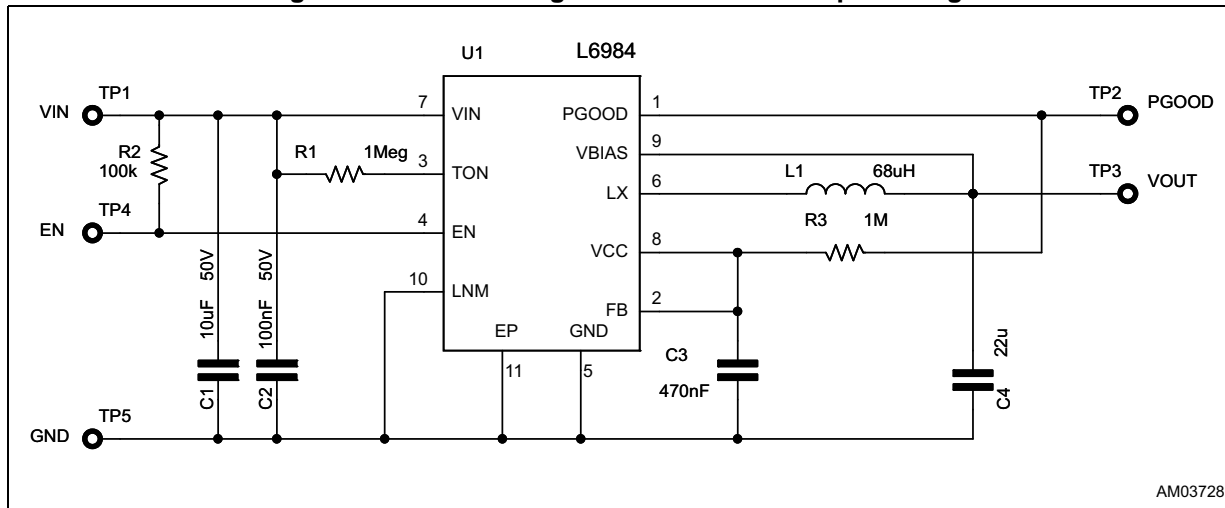 U1 L6984
VIN TP1
7 VIN
PGOOD 1
TP2 PGOOD
R2
100k
R1 1Meg
3 TON
VBIAS 9
LX 6
L1 68uH
TP3 VOUT
EN TP4
4 EN
VCC 8
R3 1M
10 LNM
FB 2
EP
GND
11
5
10uF 50V
C1
100nF 50V
C2
C3
470nF
22u
C4
GND TP5
AM03728